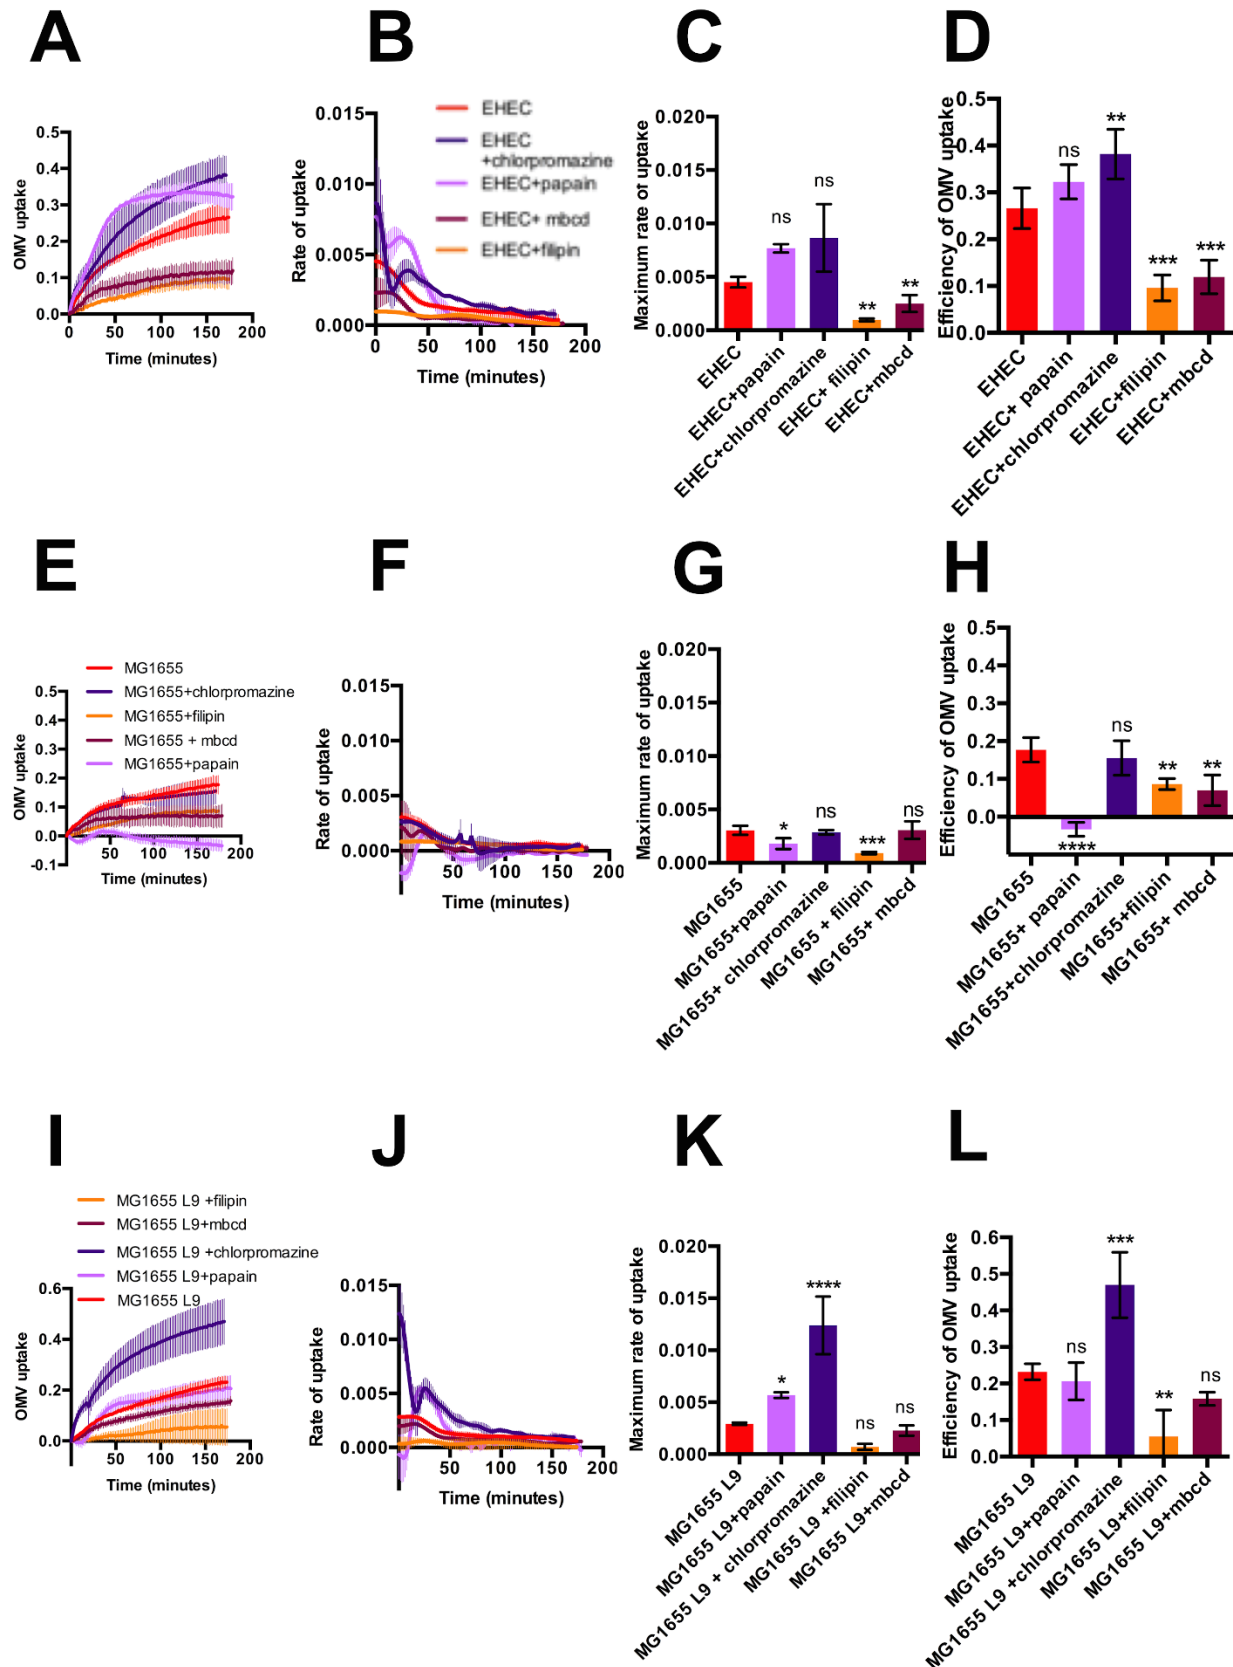 A
B
C
D
0.5
0.4
0.3
0.2
0.1
0.0
OMV uptake
0
50
100
150
200
Time (minutes)
0.015
0.010
0.005
0.000
Rate of uptake
0
50
100
150
200
Time (minutes)
EHEC
EHEC
+chlorpromazine
EHEC+papain
EHEC+ mbcd
EHEC+filipin
0.020
0.015
0.010
0.005
0.000
Maximum rate of uptake
ns
ns
**
**
EHEC
EHEC+papain
EHEC+chlorpromazine
EHEC+ filipin
EHEC+mbcd
0.5
0.4
0.3
0.2
0.1
0.0
Efficiency of OMV uptake
ns
**
***
***
EHEC
EHEC+ papain
EHEC+chlorpromazine
EHEC+filipin
EHEC+mbcd
E
F
G
H
MG1655
MG1655+chlorpromazine
MG1655+filipin
MG1655 + mbcd
MG1655+papain
0.5
0.4
0.3
0.2
0.1
0.0
-0.1
OMV uptake
50
100
150
200
Time (minutes)
0.015
0.010
0.005
0.000
Rate of uptake
50
100
150
200
Time (minutes)
0.020
0.015
0.010
0.005
0.000
Maximum rate of uptake
*
ns
***
ns
MG1655
MG1655+papain
MG1655+ chlorpromazine
MG1655 + filipin
MG1655+ mbcd
0.5
0.4
0.3
0.2
0.1
0.0
Efficiency of OMV uptake
****
ns
**
**
MG1655
MG1655+ papain
MG1655+chlorpromazine
MG1655+filipin
MG1655+ mbcd
I
J
K
L
MG1655 L9 +filipin
MG1655 L9+mbcd
MG1655 L9 +chlorpromazine
MG1655 L9+papain
MG1655 L9
0.6
0.4
0.2
0.0
OMV uptake
50
100
150
200
Time (minutes)
0.015
0.010
0.005
0.000
Rate of uptake
50
100
150
200
Time (minutes)
0.020
0.015
0.010
0.005
0.000
Maximum rate of uptake
*
****
ns
ns
MG1655 L9
MG1655 L9+papain
MG1655 L9 + chlorpromazine
MG1655 L9 +filipin
MG1655 L9+mbcd
0.6
0.5
0.4
0.3
0.2
0.1
0.0
Efficiency of OMV uptake
ns
***
**
ns
MG1655 L9
MG1655 L9+papain
MG1655 L9 +chlorpromazine
MG1655 L9+filipin
MG1655 L9+mbcd